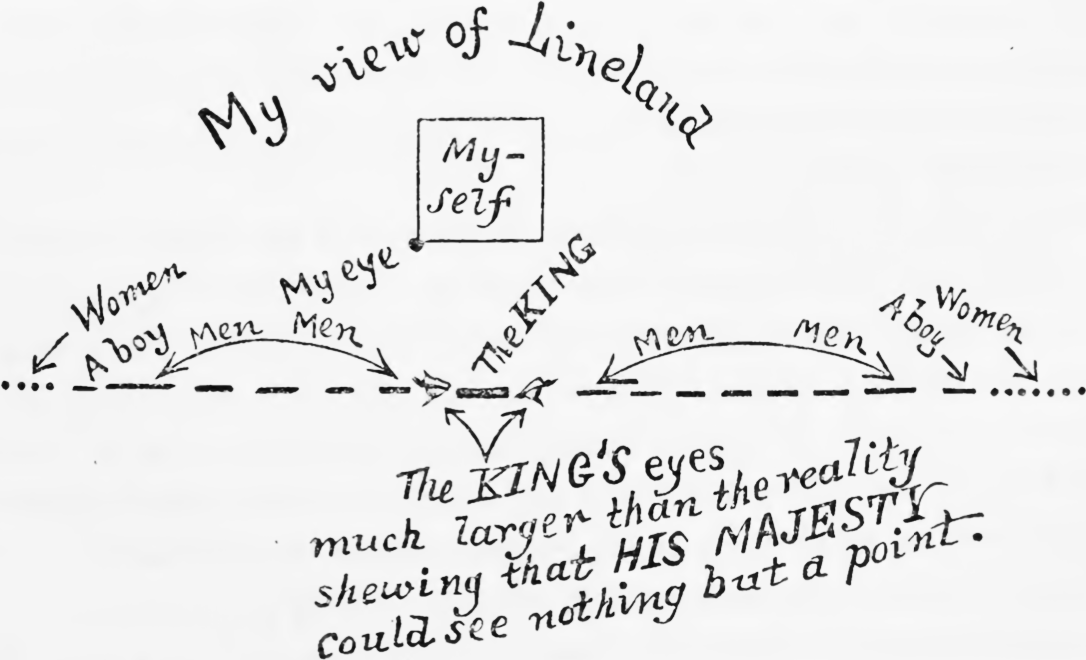 My view of Lineland
My-
self
My eye
The KING
Women
A boy
Men
Men
Men
Men
A boy
Women
The KING'S eyes
much larger than the reality
shewing that HIS MAJESTY
could see nothing but a point.